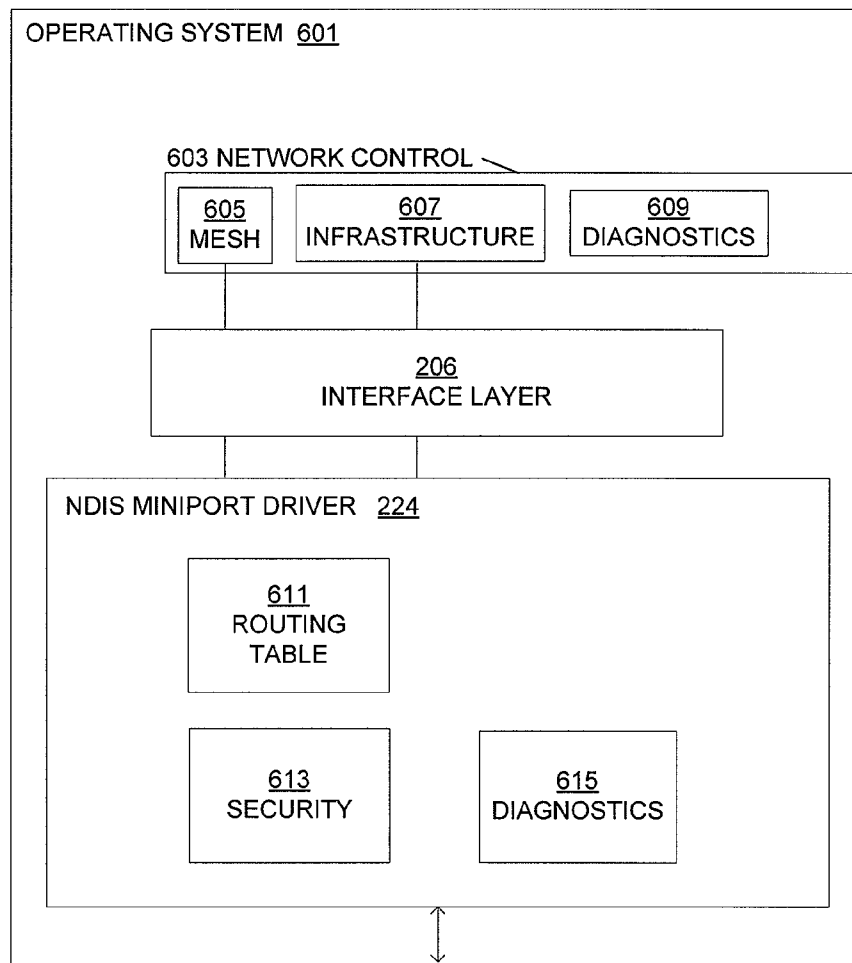 OPERATING SYSTEM 601
603 NETWORK CONTROL
605
MESH
607
INFRASTRUCTURE
609
DIAGNOSTICS
206
INTERFACE LAYER
NDIS MINIPORT DRIVER 224
611
ROUTING
TABLE
613
SECURITY
615
DIAGNOSTICS